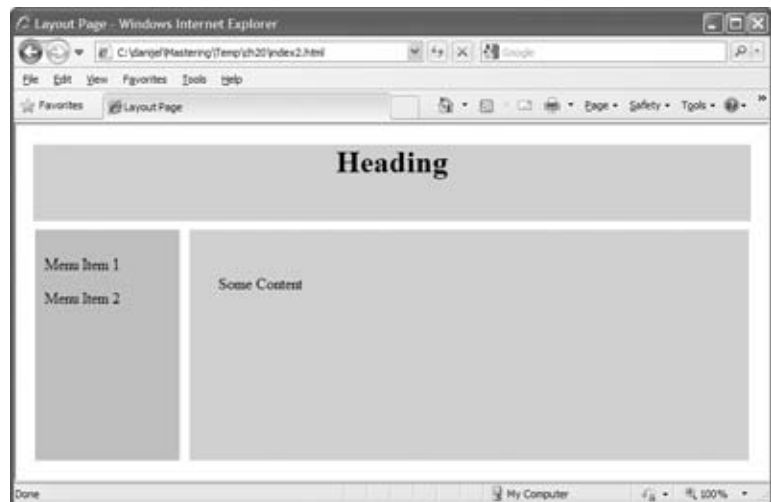 Layout Page - Windows Internet Explorer
C:\danijel\Mastering\Temp\ch20\index2.html
Google
File Edit View Favorites Tools Help
Favorites Layout Page Page Safety Tools
Heading
Menu Item 1
Some Content
Menu Item 2
Done My Computer 100%